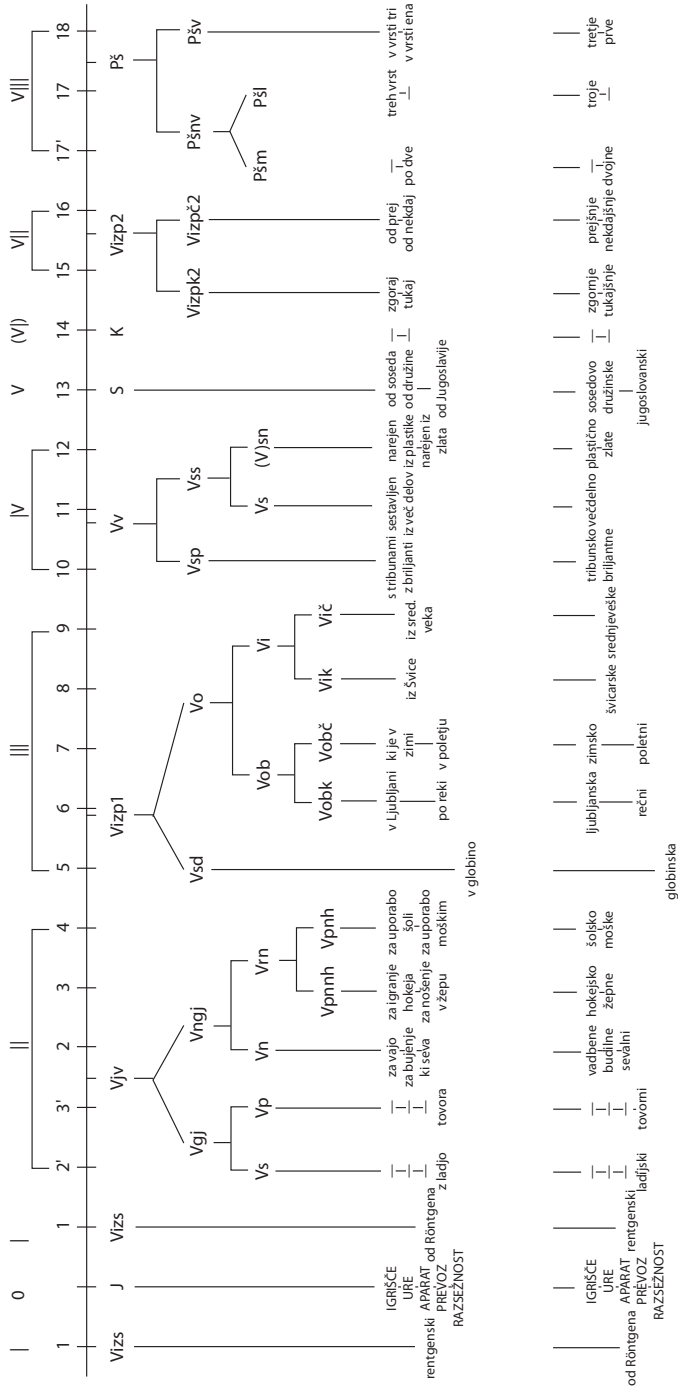 | 0 | || ||| |V V (V|) V|| V|||
1 1 2' 3' 2 3 4 5 6 7 8 9 10 11 12 13 14 15 16 17' 17 18
Vizs J Vizs Vjv Vizp1 Vv S K Vizp2 Pš
Vgj Vngj Vsd Vo Vsp Vss Vizpk2 Vizpč2 Pšnv Pšv
Vs Vp Vn Vrn Vob Vi Vs (V)sn Pšm Pšl
Vpnnh Vpnh Vobk Vobč Vik Vič
IGRIŠČE — — za vajo za igranje za uporabo v Ljubljani ki je v iz Švice iz sred. s tribunami sestavljen narejen od soseda — zgoraj od prej — treh vrst v vrsti tri
URE — — za bujenje hokeja šoli zimi veka z briljanti iz več delov iz plastike od družine — tukaj od nekdaj po dve — v vrsti ena
rentgenski APARAT od Röntgena — — ki seva za nošenje za uporabo po reki v poletju narejen iz
PREVOZ z ladjo tovora v žepu moškim zlata od Jugoslavije
RAZSEŽNOST v globino
IGRIŠČE — — vadbene hokejsko šolsko ljubljanska zimsko švicarske srednjeveške tribunsko večdelno plastično sosedovo — zgornje prejšnje — troje tretje
URE — — budilne žepne moške briljantne zlate družinske — tukajšnje nekdajšnje dvojne — prve
od Röntgena APARAT rentgenski — — sevalni rečni poletni
PREVOZ ladijski tovorni jugoslovanski
RAZSEŽNOST globinska